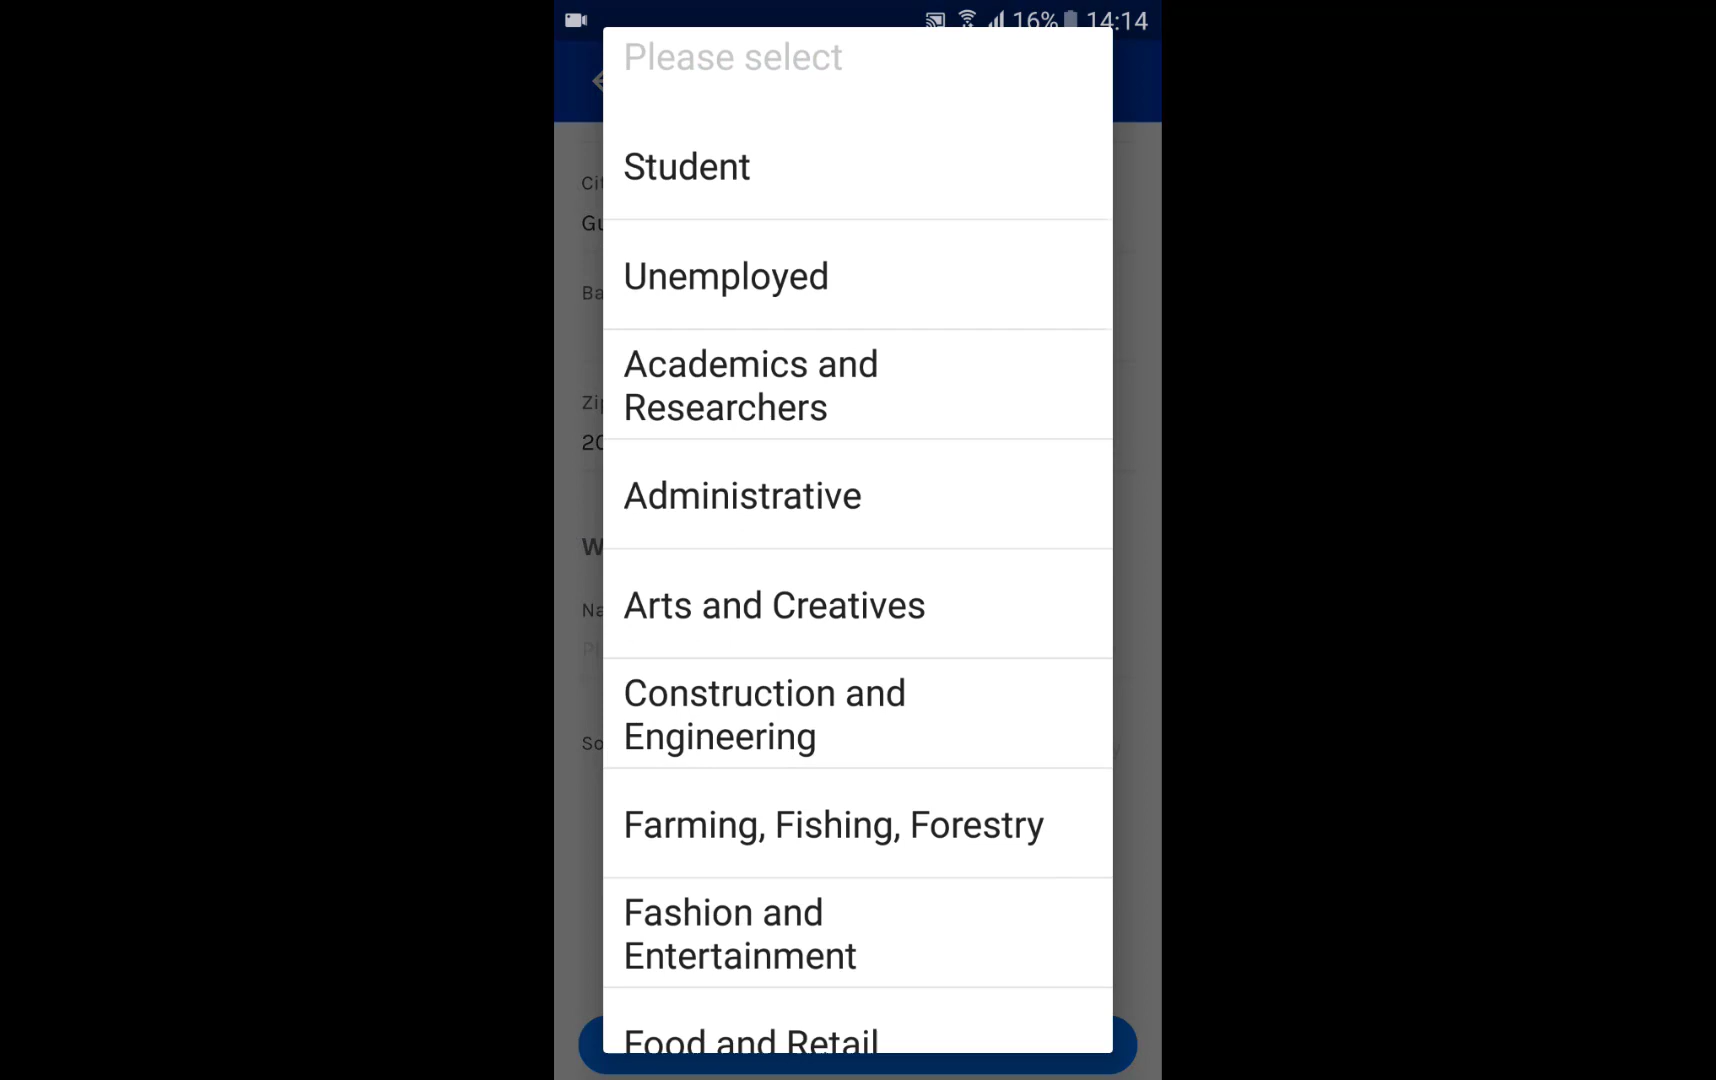 16% 14:14
Please select
Student
Unemployed
Academics and
Researchers
Administrative
Arts and Creatives
Construction and
Engineering
Farming, Fishing, Forestry
Fashion and
Entertainment
Food and Retail